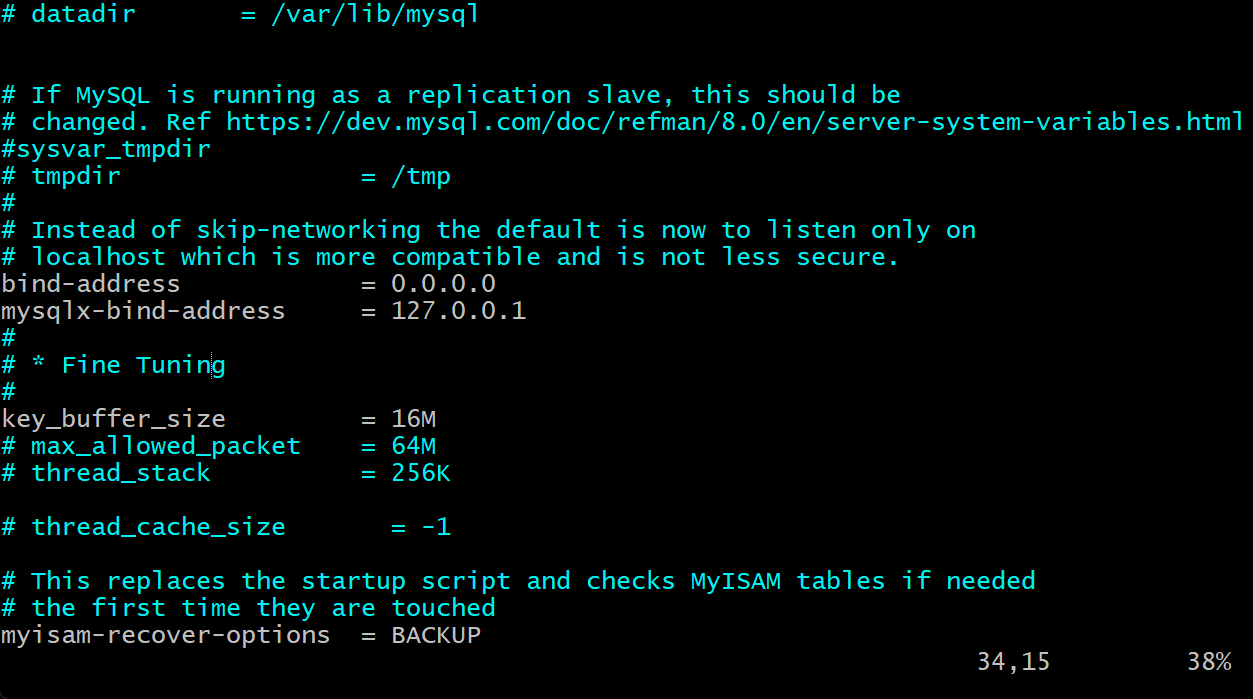 # datadir       = /var/lib/mysql
# If MySQL is running as a replication slave, this should be
# changed. Ref https://dev.mysql.com/doc/refman/8.0/en/server-system-variables.html
#sysvar_tmpdir
# tmpdir                = /tmp
#
# Instead of skip-networking the default is now to listen only on
# localhost which is more compatible and is not less secure.
bind-address            = 0.0.0.0
mysqlx-bind-address     = 127.0.0.1
#
# * Fine Tuning
#
key_buffer_size         = 16M
# max_allowed_packet    = 64M
# thread_stack          = 256K
# thread_cache_size       = -1
# This replaces the startup script and checks MyISAM tables if needed
# the first time they are touched
myisam-recover-options  = BACKUP
34,15         38%